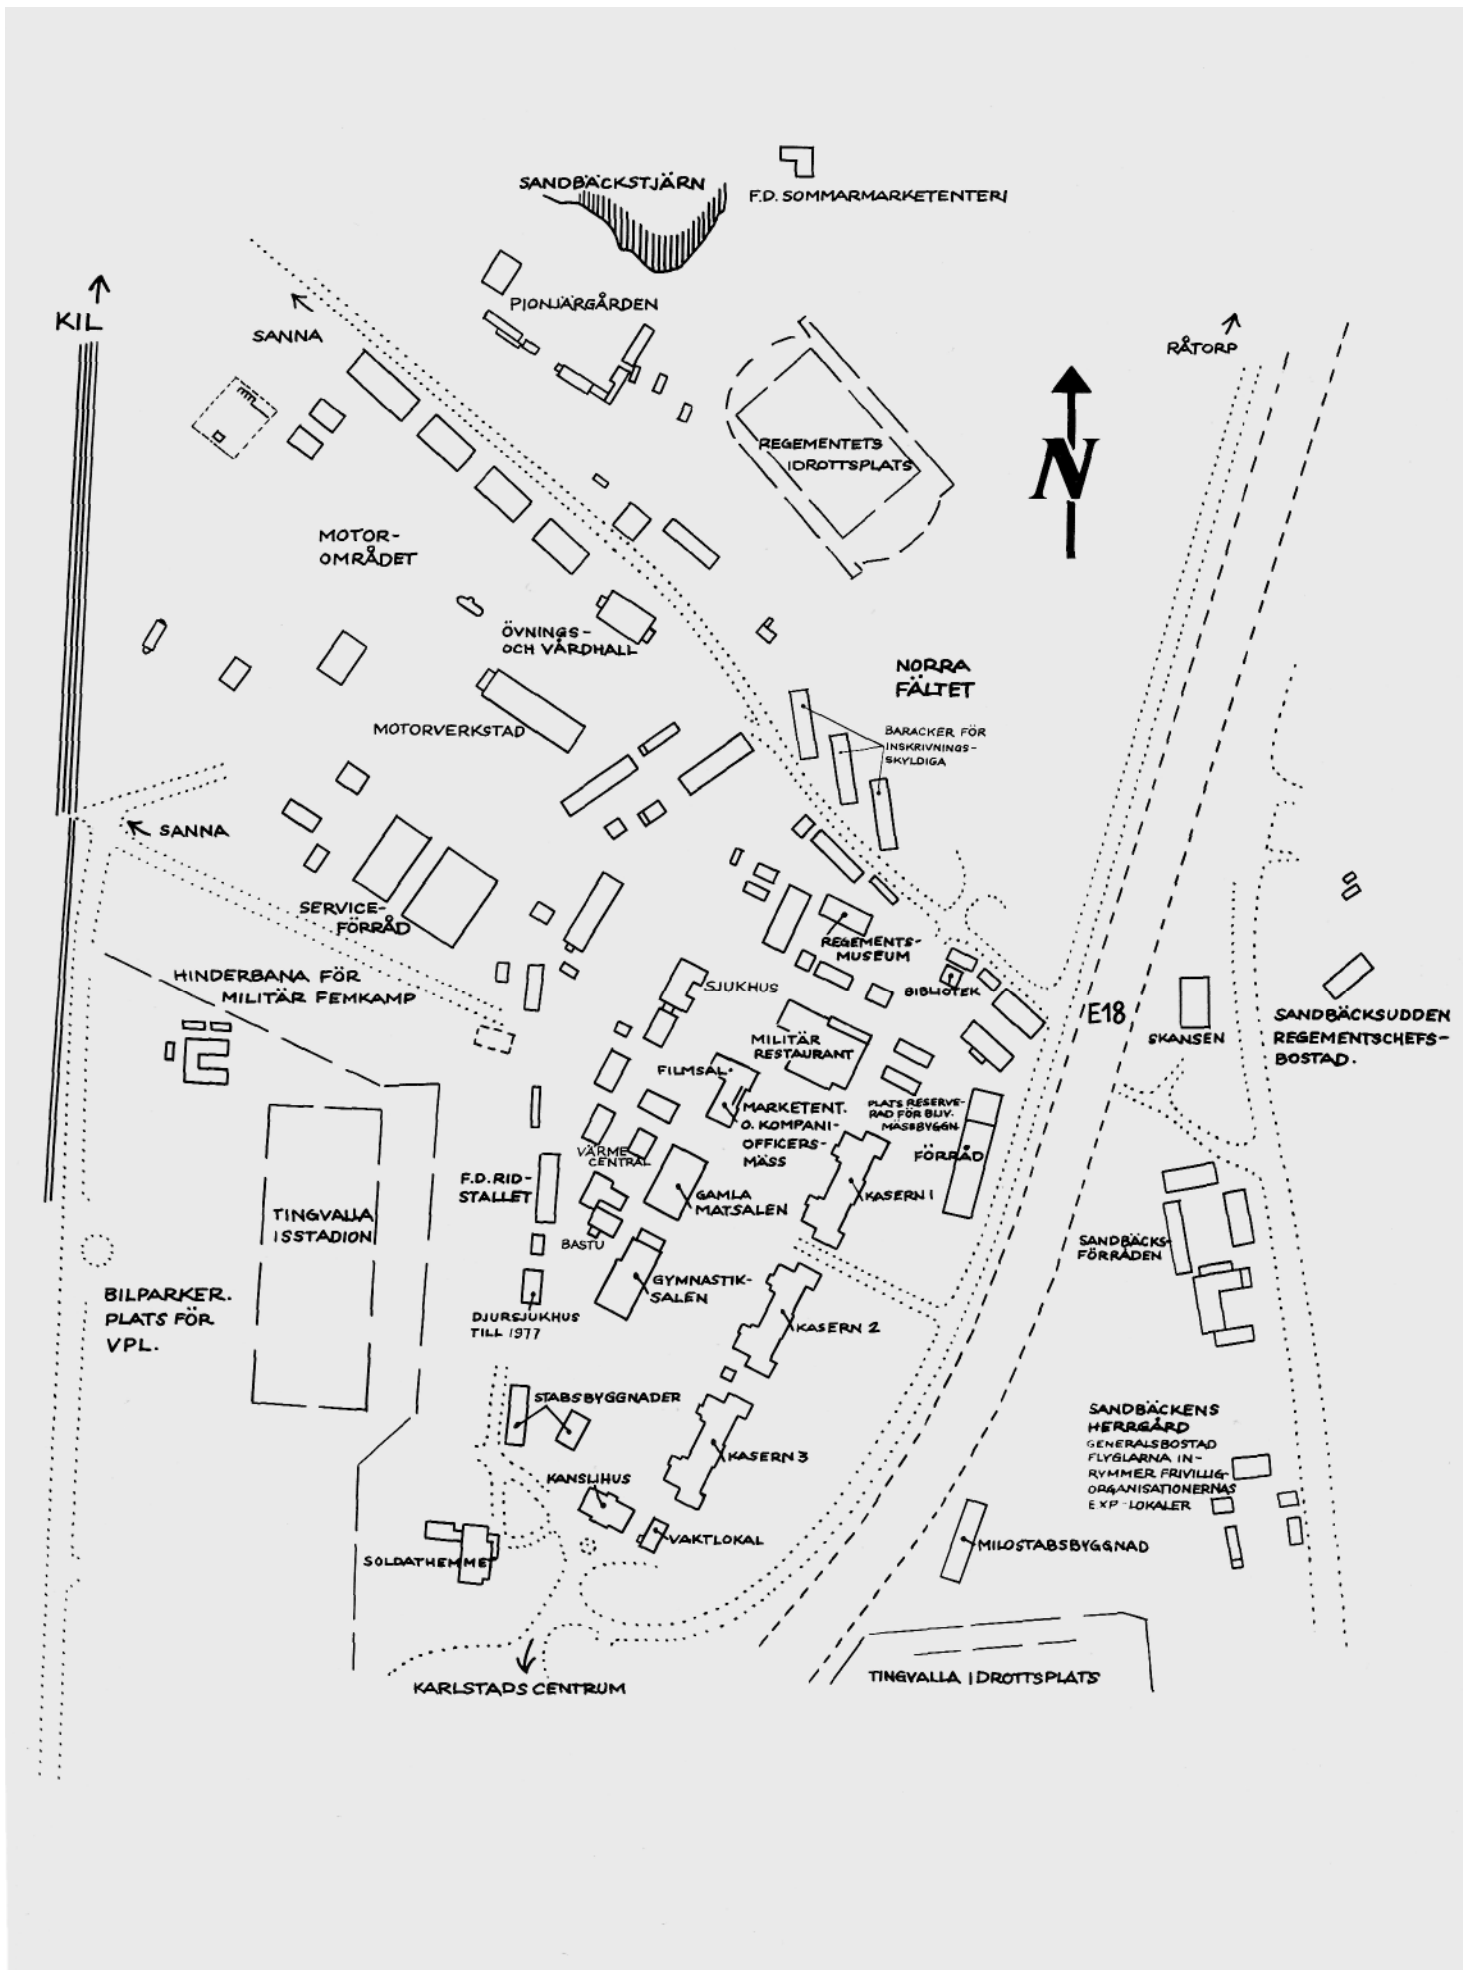 SANDBÄCKSTJÄRN
F.D. SOMMARMARKETENTERI
PIONJÄRGÅRDEN
KIL
SANNA
RÅTORP
REGEMENTETS
IDROTTSPLATS
N
MOTOR-
OMRÅDET
ÖVNINGS-
OCH VÅRDHALL
NORRA
FÄLTET
MOTORVERKSTAD
BARACKER FÖR
INSKRIVNINGS-
SKYLDIGA
SANNA
SERVICE-
FÖRRÅD
REGEMENTS-
MUSEUM
HINDERBANA FÖR
MILITÄR FEMKAMP
SJUKHUS
BIBLIOTEK
E18
SKANSEN
SANDBÄCKSUDDEN
REGEMENTSCHEFS-
BOSTAD.
MILITÄR
RESTAURANT
FILMSAL.
MARKETENT.
O. KOMPANI-
OFFICERS-
MÄSS
PLATS RESERVE-
RAD FÖR BLIV.
MÄSSBYGGN.
FÖRRÅD
VÄRME
CENTRAL
F.D. RID-
STALLET
GAMLA
MATSALEN
KASERN 1
TINGVALLA
ISSTADION
BASTU
SANDBÄCKS-
FÖRRÅDEN
GYMNASTIK-
SALEN
BILPARKER.
PLATS FÖR
VPL.
DJURSJUKHUS
TILL 1977
KASERN 2
STABSBYGGNADER
SANDBÄCKENS
HERRGÅRD
GENERALSBOSTAD
FLYGLARNA IN-
RYMMER FRIVILLIG-
ORGANISATIONERNAS
EXP-LOKALER
KASERN 3
KANSLIHUS
VAKTLOKAL
MILOSTABSBYGGNAD
SOLDATHEMMET
KARLSTADS CENTRUM
TINGVALLA IDROTTSPLATS